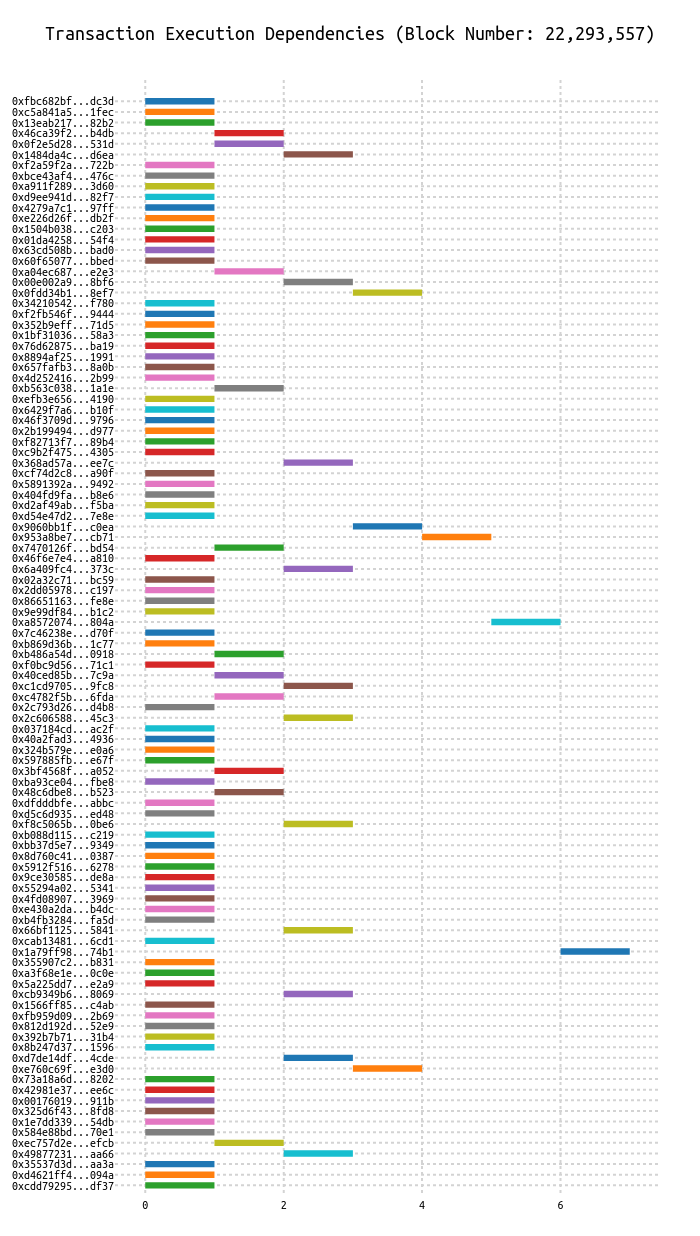 Transaction Execution Dependencies (Block Number: 22,293,557)
0xfbc682bf...dc3d
0xc5a841a5...1fec
0x13eab217...82b2
0x46ca39f2...b4db
0x0f2e5d28...531d
0x1484da4c...d6ea
0xf2a59f2a...722b
0xbce43af4...476c
0xa911f289...3d60
0xd9ee941d...82f7
0x4279a7c1...97ff
0xe226d26f...db2f
0x1504b038...c203
0x01da4258...54f4
0x63cd508b...bad0
0x60f65077...bbed
0xa04ec687...e2e3
0x00e002a9...8bf6
0x0fdd34b1...8ef7
0x34210542...f780
0xf2fb546f...9444
0x352b9eff...71d5
0x1bf31036...58a3
0x76d62875...ba19
0x8894af25...1991
0x657fafb3...8a0b
0x4d252416...2b99
0xb563c038...1a1e
0xefb3e656...4190
0x6429f7a6...b10f
0x46f3709d...9796
0x2b199494...d977
0xf82713f7...89b4
0xc9b2f475...4305
0x368ad57a...ee7c
0xcf74d2c8...a90f
0x5891392a...9492
0x404fd9fa...b8e6
0xd2af49ab...f5ba
0xd54e47d2...7e8e
0x9060bb1f...c0ea
0x953a8be7...cb71
0x7470126f...bd54
0x46f6e7e4...a810
0x6a409fc4...373c
0x02a32c71...bc59
0x2dd05978...c197
0x86651163...fe8e
0x9e99df84...b1c2
0xa8572074...804a
0x7c46238e...d70f
0xb869d36b...1c77
0xb486a54d...0918
0xf0bc9d56...71c1
0x40ced85b...7c9a
0xc1cd9705...9fc8
0xc4782f5b...6fda
0x2c793d26...d4b8
0x2c606588...45c3
0x037184cd...ac2f
0x40a2fad3...4936
0x324b579e...e0a6
0x597885fb...e67f
0x3bf4568f...a052
0xba93ce04...fbe8
0x48c6dbe8...b523
0xdfdddbfe...abbc
0xd5c6d935...ed48
0xf8c5065b...0be6
0xb088d115...c219
0xbb37d5e7...9349
0x8d760c41...0387
0x5912f516...6278
0x9ce30585...de8a
0x55294a02...5341
0x4fd08907...3969
0xe430a2da...b4dc
0xb4fb3284...fa5d
0x66bf1125...5841
0xcab13481...6cd1
0x1a79ff98...74b1
0x355907c2...b831
0xa3f68e1e...0c0e
0x5a225dd7...e2a9
0xcb9349b6...8069
0x1566ff85...c4ab
0xfb959d09...2b69
0x812d192d...52e9
0x392b7b71...31b4
0x8b247d37...1596
0xd7de14df...4cde
0xe760c69f...e3d0
0x73a18a6d...8202
0x42981e37...ee6c
0x00176019...911b
0x325d6f43...8fd8
0x1e7dd339...54db
0x584e88bd...70e1
0xec757d2e...efcb
0x49877231...aa66
0x35537d3d...aa3a
0xd4621ff4...094a
0xcdd79295...df37
0 2 4 6